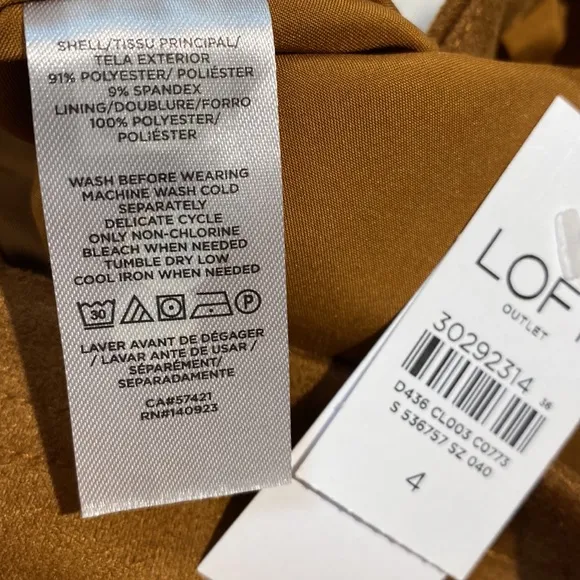 SHELL/TISSU PRINCIPAL/
TELA EXTERIOR
91% POLYESTER/ POLIÉSTER
9% SPANDEX
LINING/DOUBLURE/FORRO
100% POLYESTER/
POLIÉSTER
WASH BEFORE WEARING
MACHINE WASH COLD
SEPARATELY
DELICATE CYCLE
ONLY NON-CHLORINE
BLEACH WHEN NEEDED
TUMBLE DRY LOW
COOL IRON WHEN NEEDED
30 P
LAVER AVANT DE DÉGAGER
/ LAVAR ANTE DE USAR /
SÉPARÉMENT/
SEPARADAMENTE
CA#57421
RN#140923
LOF
OUTLET
30292314 36
D436 CL003 C0773
S 536757 SZ 040
4